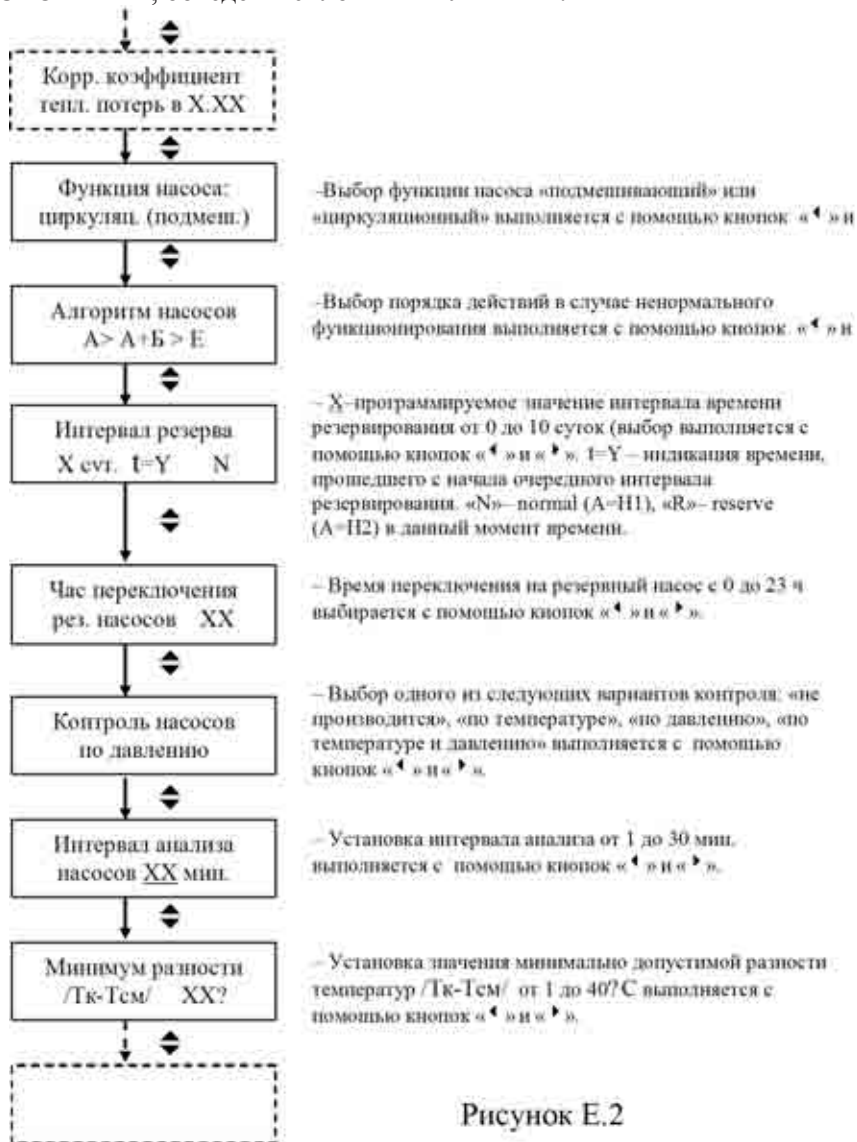 Корр. коэффициент
тепл. потерь в X.XX
Функция насоса:
циркуляц. (подмеш.)
–Выбор функции насоса «подмешивающий» или
«циркуляционный» выполняется с помощью кнопок «◂ » и
Алгоритм насосов
А> А+Б > Е
–Выбор порядка действий в случае ненормального
функционирования выполняется с помощью кнопок «◂ » и
Интервал резерва
X сут. t=Y N
– X–программируемое значение интервала времени
резервирования от 0 до 10 суток (выбор выполняется с
помощью кнопок «◂ » и « ▸ ». t=Y – индикация времени,
прошедшего с начала очередного интервала
резервирования. «N»– normal (A=H1), «R»– reserve
(A=H2) в данный момент времени.
Час переключения
рез. насосов XX
– Время переключения на резервный насос с 0 до 23 ч
выбирается с помощью кнопок «◂ » и « ▸ ».
Контроль насосов
по давлению
– Выбор одного из следующих вариантов контроля: «не
производится», «по температуре», «по давлению», «по
температуре и давлению» выполняется с помощью
кнопок «◂ » и « ▸ ».
Интервал анализа
насосов XX мин.
– Установка интервала анализа от 1 до 30 мин.
выполняется с помощью кнопок «◂ » и « ▸ ».
Минимум разности
/Тк-Тсм/ XX?
– Установка значения минимально допустимой разности
температур /Тк-Тсм/ от 1 до 40? С выполняется с
помощью кнопок «◂ » и « ▸ ».
Рисунок Е.2